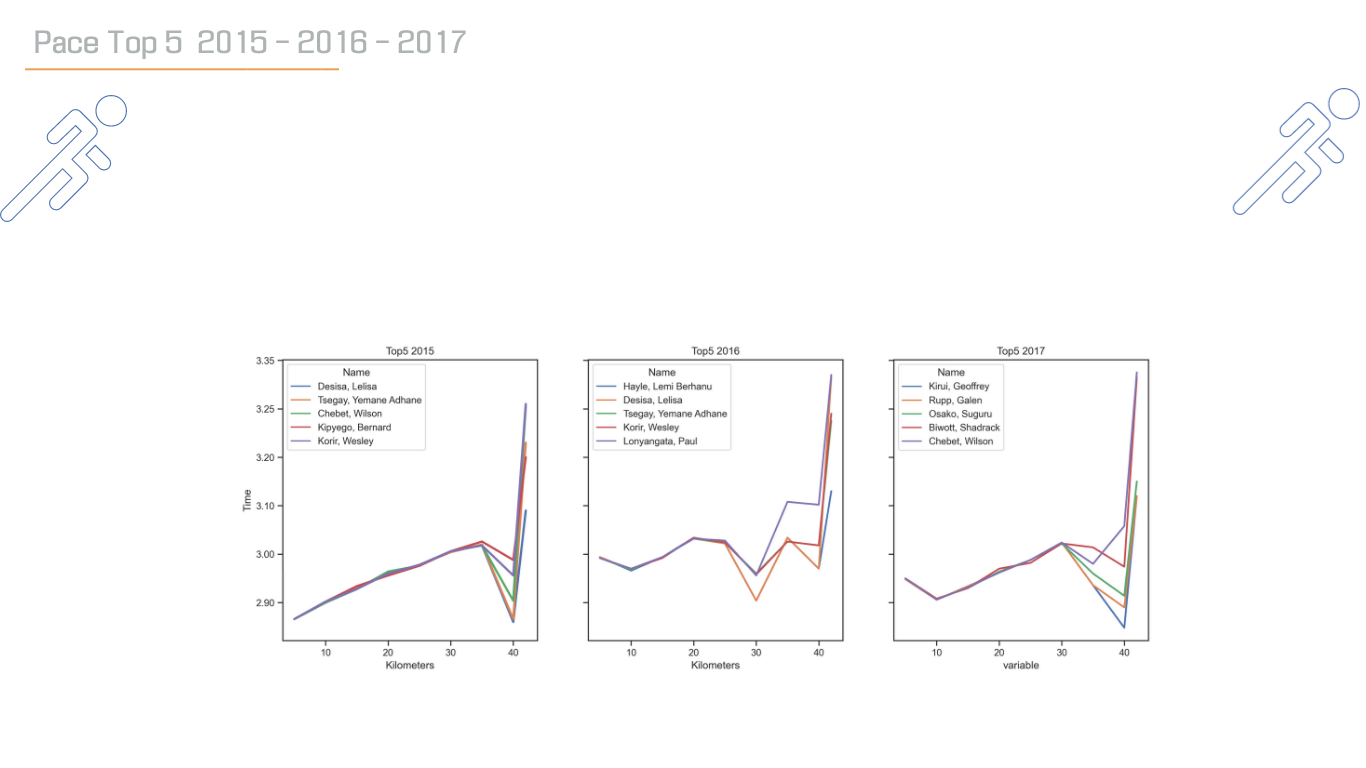 Pace Top 5 2015 – 2016 – 2017
Top5 2015
Top5 2016
Top5 2017
3.35
3.25
3.20
3.10
3.00
2.90
Time
Name
Desisa, Lelisa
Tsegay, Yemane Adhane
Chebet, Wilson
Kipyego, Bernard
Korir, Wesley
Name
Hayle, Lemi Berhanu
Desisa, Lelisa
Tsegay, Yemane Adhane
Korir, Wesley
Lonyangata, Paul
Name
Kirui, Geoffrey
Rupp, Galen
Osako, Suguru
Biwott, Shadrack
Chebet, Wilson
10 20 30 40
10 20 30 40
10 20 30 40
Kilometers
Kilometers
variable